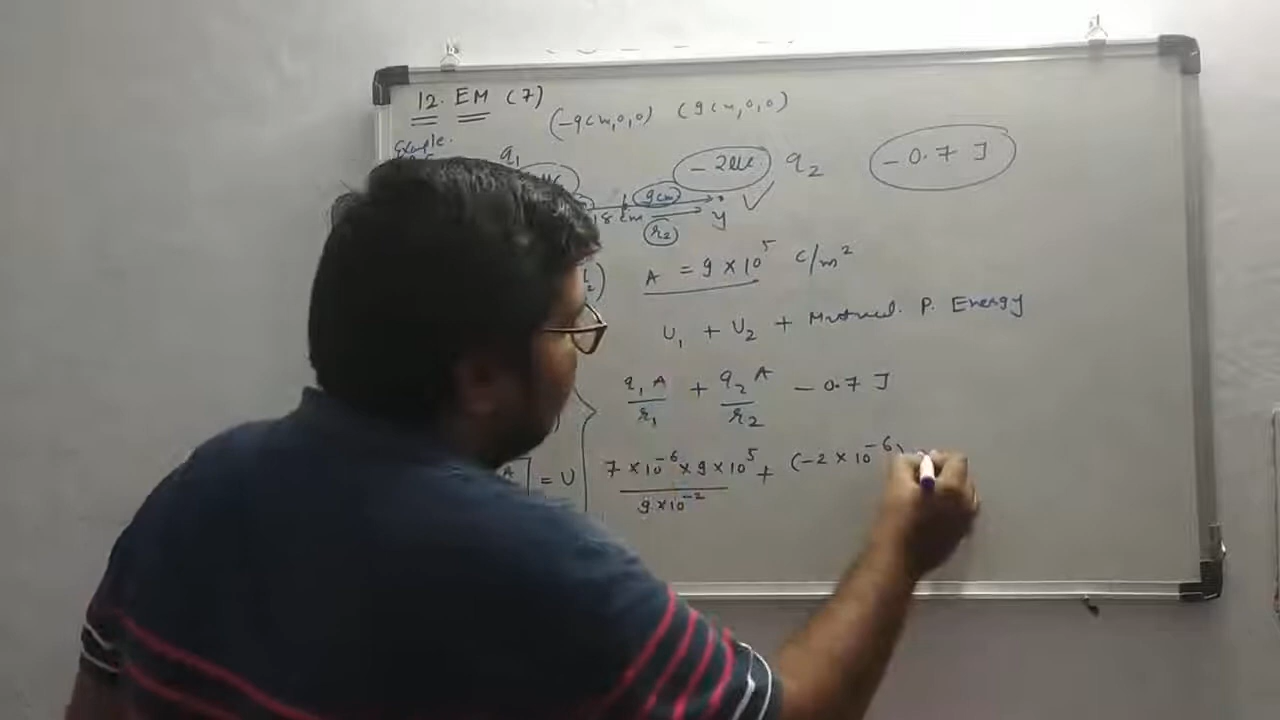 12. EM (7)
(-9cm,0,0) (9cm,0,0)
Example.
q₁
-2μC q₂ -0.7 J
9cm
18 cm r₂ y
A = 9 × 10⁵ C/m²
U₁ + U₂ + Mutual. P. Energy
q₁ A / r₁ + q₂ A / r₂ - 0.7 J
A = U 7 × 10⁻⁶ × 9 × 10⁵ / 9 × 10⁻² + (-2 × 10⁻⁶)